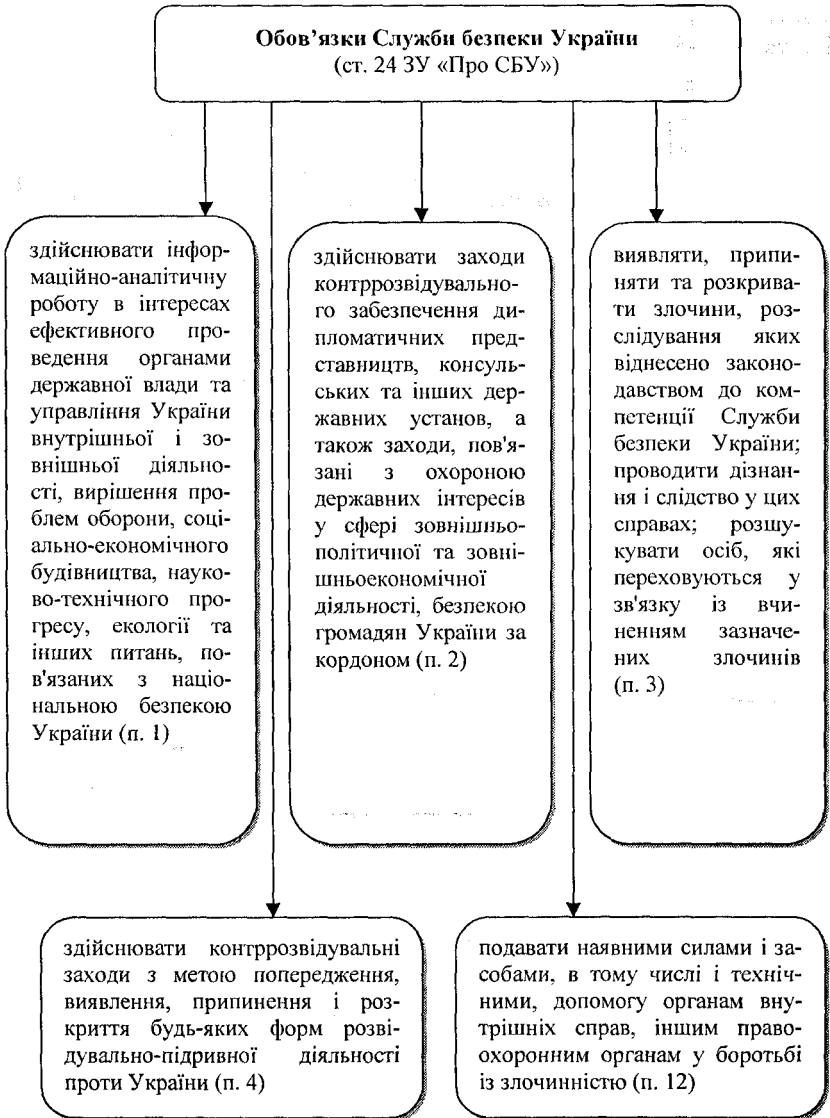 Обов’язки Служби безпеки України
(ст. 24 ЗУ «Про СБУ»)
здійснювати інфор-
маційно-аналітичну
роботу в інтересах
ефективного про-
ведення органами
державної влади та
управління України
внутрішньої і зо-
внішньої діяльно-
сті, вирішення про-
блем оборони, соці-
ально-економічного
будівництва, науко-
во-технічного про-
гресу, екології та
інших питань, по-
в'язаних з націо-
нальною безпекою
України (п. 1)
здійснювати заходи
контррозвідувально-
го забезпечення ди-
пломатичних пред-
ставництв, консуль-
ських та інших дер-
жавних установ, а
також заходи, пов'я-
зані з охороною
державних інтересів
у сфері зовнішньо-
політичної та зовні-
шньоекономічної
діяльності, безпекою
громадян України за
кордоном (п. 2)
виявляти, припи-
няти та розкрива-
ти злочини, роз-
слідування яких
віднесено законо-
давством до ком-
петенції Служби
безпеки України;
проводити дізнан-
ня і слідство у цих
справах; розшу-
кувати осіб, які
переховуються у
зв'язку із вчи-
ненням зазначе-
них злочинів
(п. 3)
здійснювати контррозвідувальні
заходи з метою попередження,
виявлення, припинення і роз-
криття будь-яких форм розві-
дувально-підривної діяльності
проти України (п. 4)
подавати наявними силами і за-
собами, в тому числі і техніч-
ними, допомогу органам вну-
трішніх справ, іншим право-
охоронним органам у боротьбі
із злочинністю (п. 12)